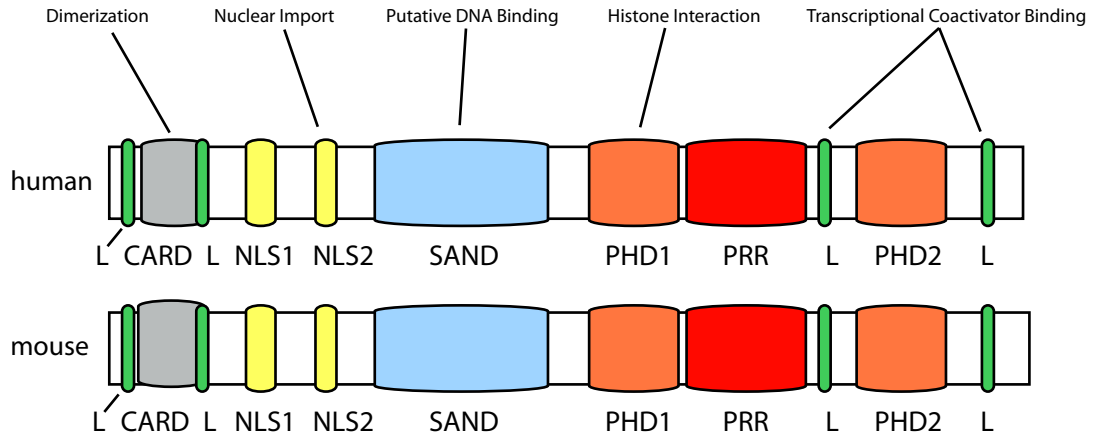 Dimerization Nuclear Import Putative DNA Binding Histone Interaction Transcriptional Coactivator Binding
human
L CARD L NLS1 NLS2 SAND PHD1 PRR L PHD2 L
mouse
L CARD L NLS1 NLS2 SAND PHD1 PRR L PHD2 L